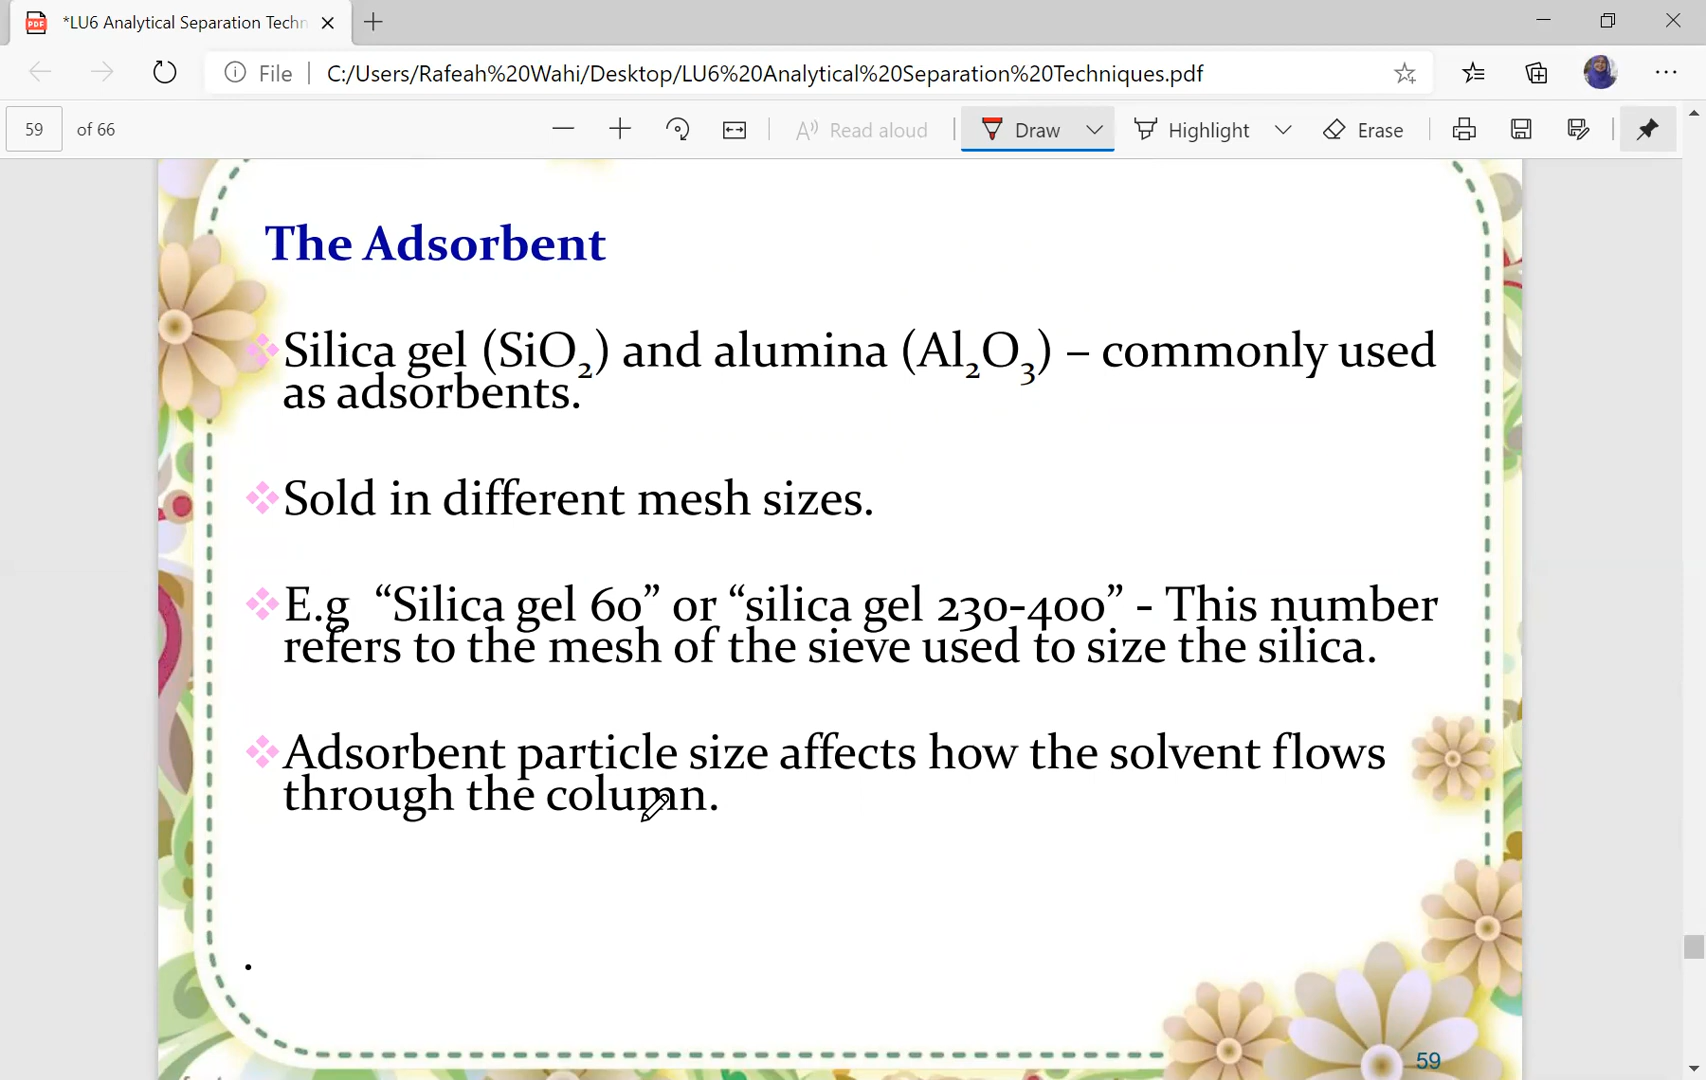 *LU6 Analytical Separation Techn
File
C:/Users/Rafeah%20Wahi/Desktop/LU6%20Analytical%20Separation%20Techniques.pdf
59 of 66
Read aloud
Draw
Highlight
Erase
The Adsorbent
Silica gel (SiO₂) and alumina (Al₂O₃) – commonly used
as adsorbents.
Sold in different mesh sizes.
E.g “Silica gel 60” or “silica gel 230-400” - This number
refers to the mesh of the sieve used to size the silica.
Adsorbent particle size affects how the solvent flows
through the column.
.
59